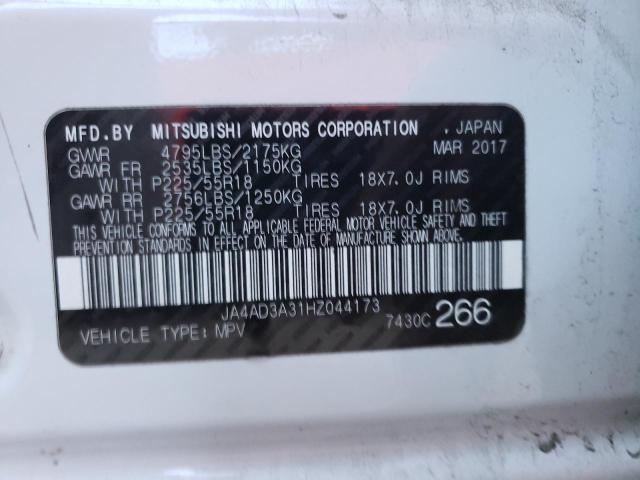 MFD.BY MITSUBISHI MOTORS CORPORATION . JAPAN
GVWR 4795LBS/2175KG MAR 2017
GAWR FR 2535LBS/1150KG
WITH P225/55R18 TIRES 18X7.0J RIMS
GAWR RR 2756LBS/1250KG
WITH P225/55R18 TIRES 18X7.0J RIMS
THIS VEHICLE CONFORMS TO ALL APPLICABLE FEDERAL MOTOR VEHICLE SAFETY AND THEFT
PREVENTION STANDARDS IN EFFECT ON THE DATE OF MANUFACTURE SHOWN ABOVE.
JA4AD3A31HZ044173
VEHICLE TYPE: MPV 7430C 266